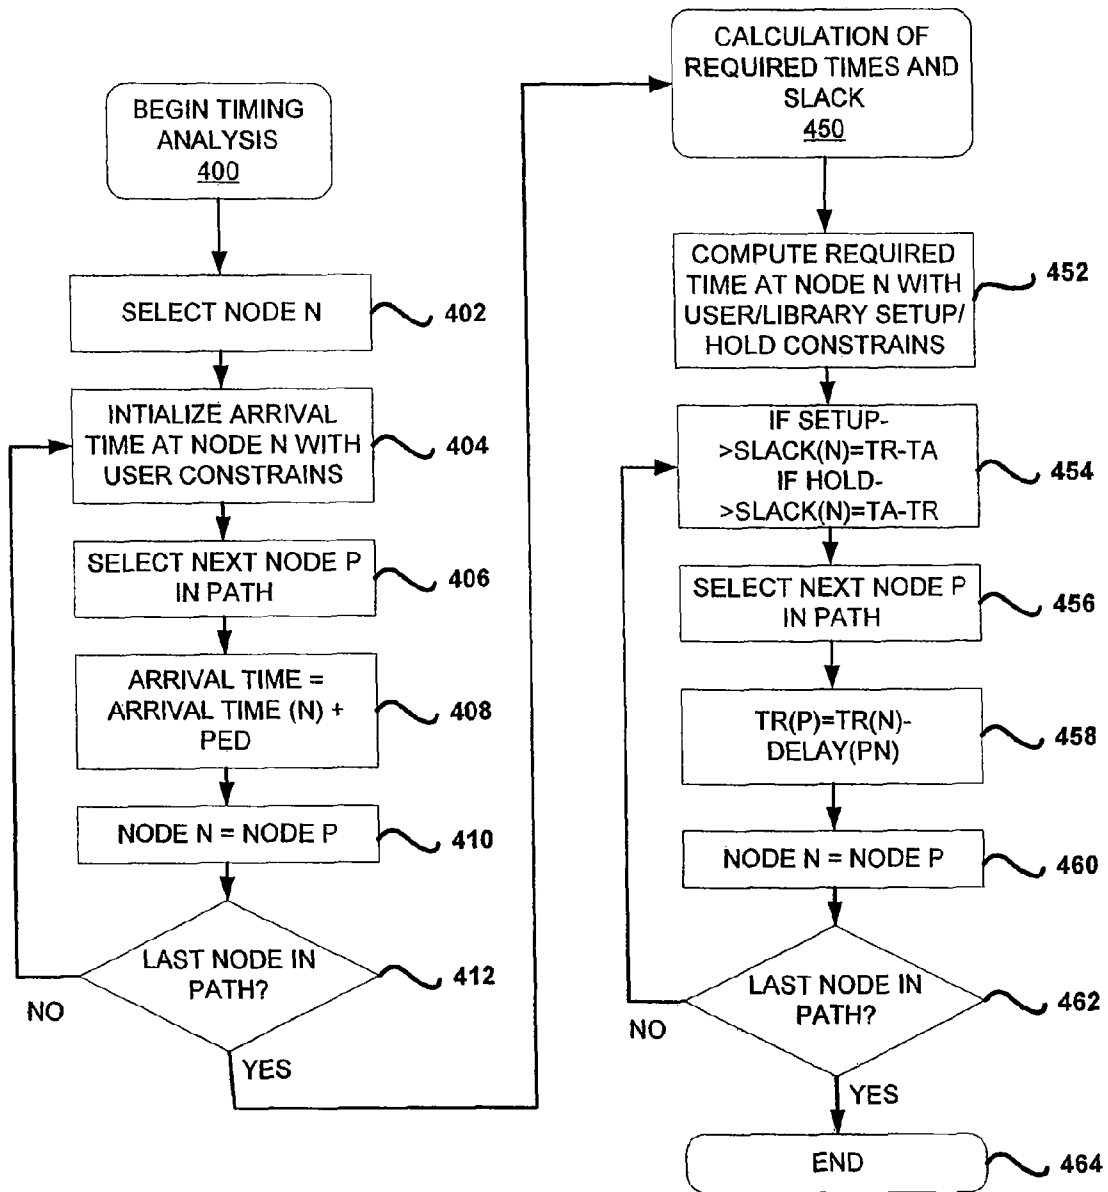 BEGIN TIMING
ANALYSIS
400
SELECT NODE N
402
INTIALIZE ARRIVAL
TIME AT NODE N WITH
USER CONSTRAINS
404
SELECT NEXT NODE P
IN PATH
406
ARRIVAL TIME =
ARRIVAL TIME (N) +
PED
408
NODE N = NODE P
410
LAST NODE IN
PATH?
412
NO
YES
CALCULATION OF
REQUIRED TIMES AND
SLACK
450
COMPUTE REQUIRED
TIME AT NODE N WITH
USER/LIBRARY SETUP/
HOLD CONSTRAINS
452
IF SETUP-
>SLACK(N)=TR-TA
IF HOLD-
>SLACK(N)=TA-TR
454
SELECT NEXT NODE P
IN PATH
456
TR(P)=TR(N)-
DELAY(PN)
458
NODE N = NODE P
460
LAST NODE IN
PATH?
462
NO
YES
END
464